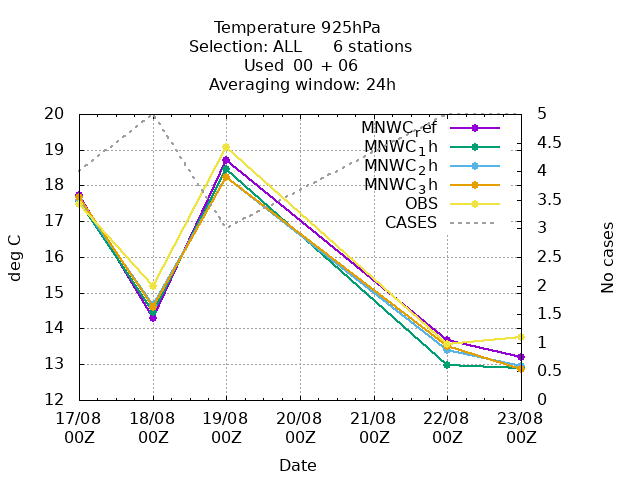 Temperature 925hPa
Selection: ALL 6 stations
Used 00 + 06
Averaging window: 24h
20
19
18
17
16
15
14
13
12
5
4.5
4
3.5
3
2.5
2
1.5
1
0.5
0
deg C
No cases
MNWC_ref
MNWC_1h
MNWC_2h
MNWC_3h
OBS
CASES
17/08 18/08 19/08 20/08 21/08 22/08 23/08
00Z 00Z 00Z 00Z 00Z 00Z 00Z
Date